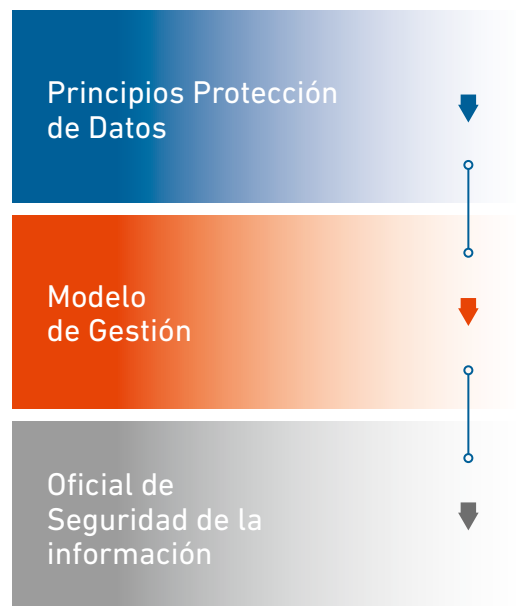 Principios Protección
de Datos
Modelo
de Gestión
Oficial de
Seguridad de la
información